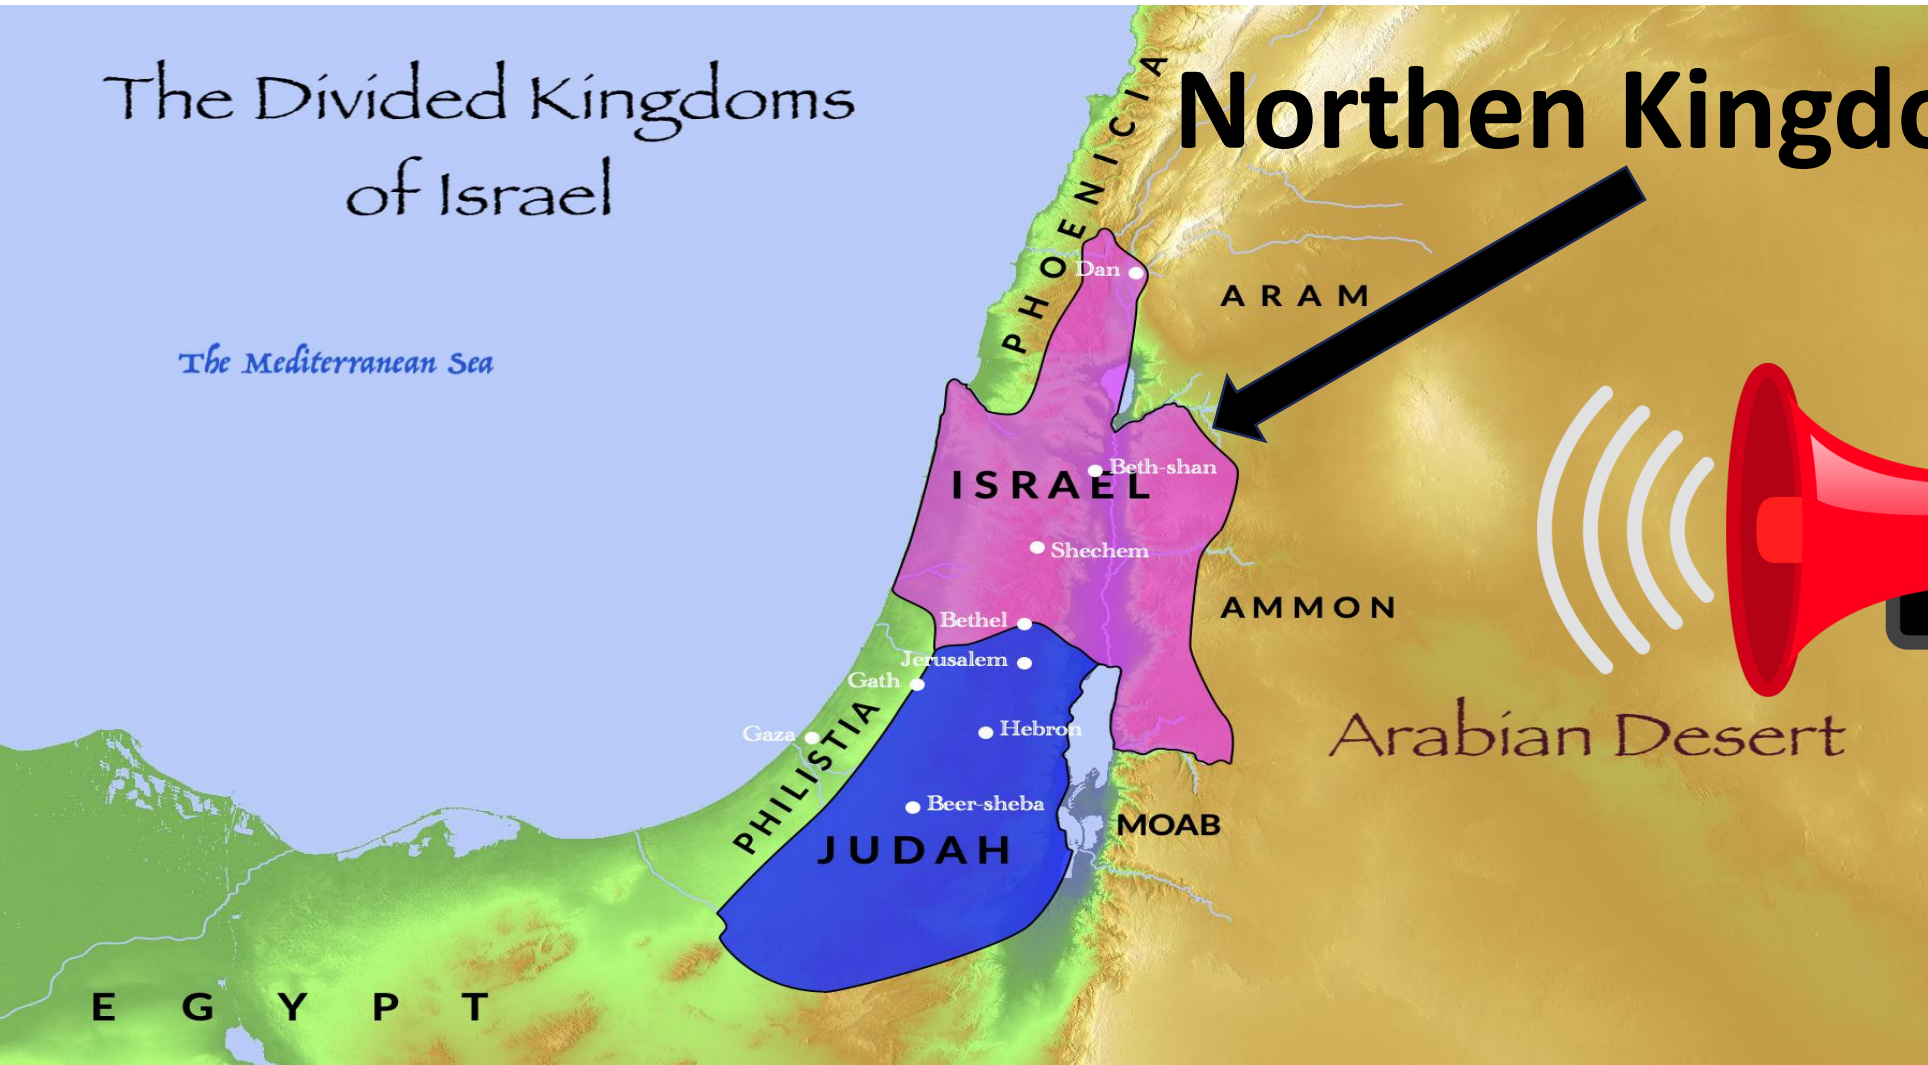 The Divided Kingdoms
of Israel
Northen Kingdo
PHOENICIA
Dan
ARAM
The Mediterranean Sea
Beth-shan
ISRAEL
Shechem
AMMON
Bethel
Jerusalem
Gath
Gaza
Hebron
PHILISTIA
Arabian Desert
Beer-sheba
MOAB
JUDAH
EGYPT